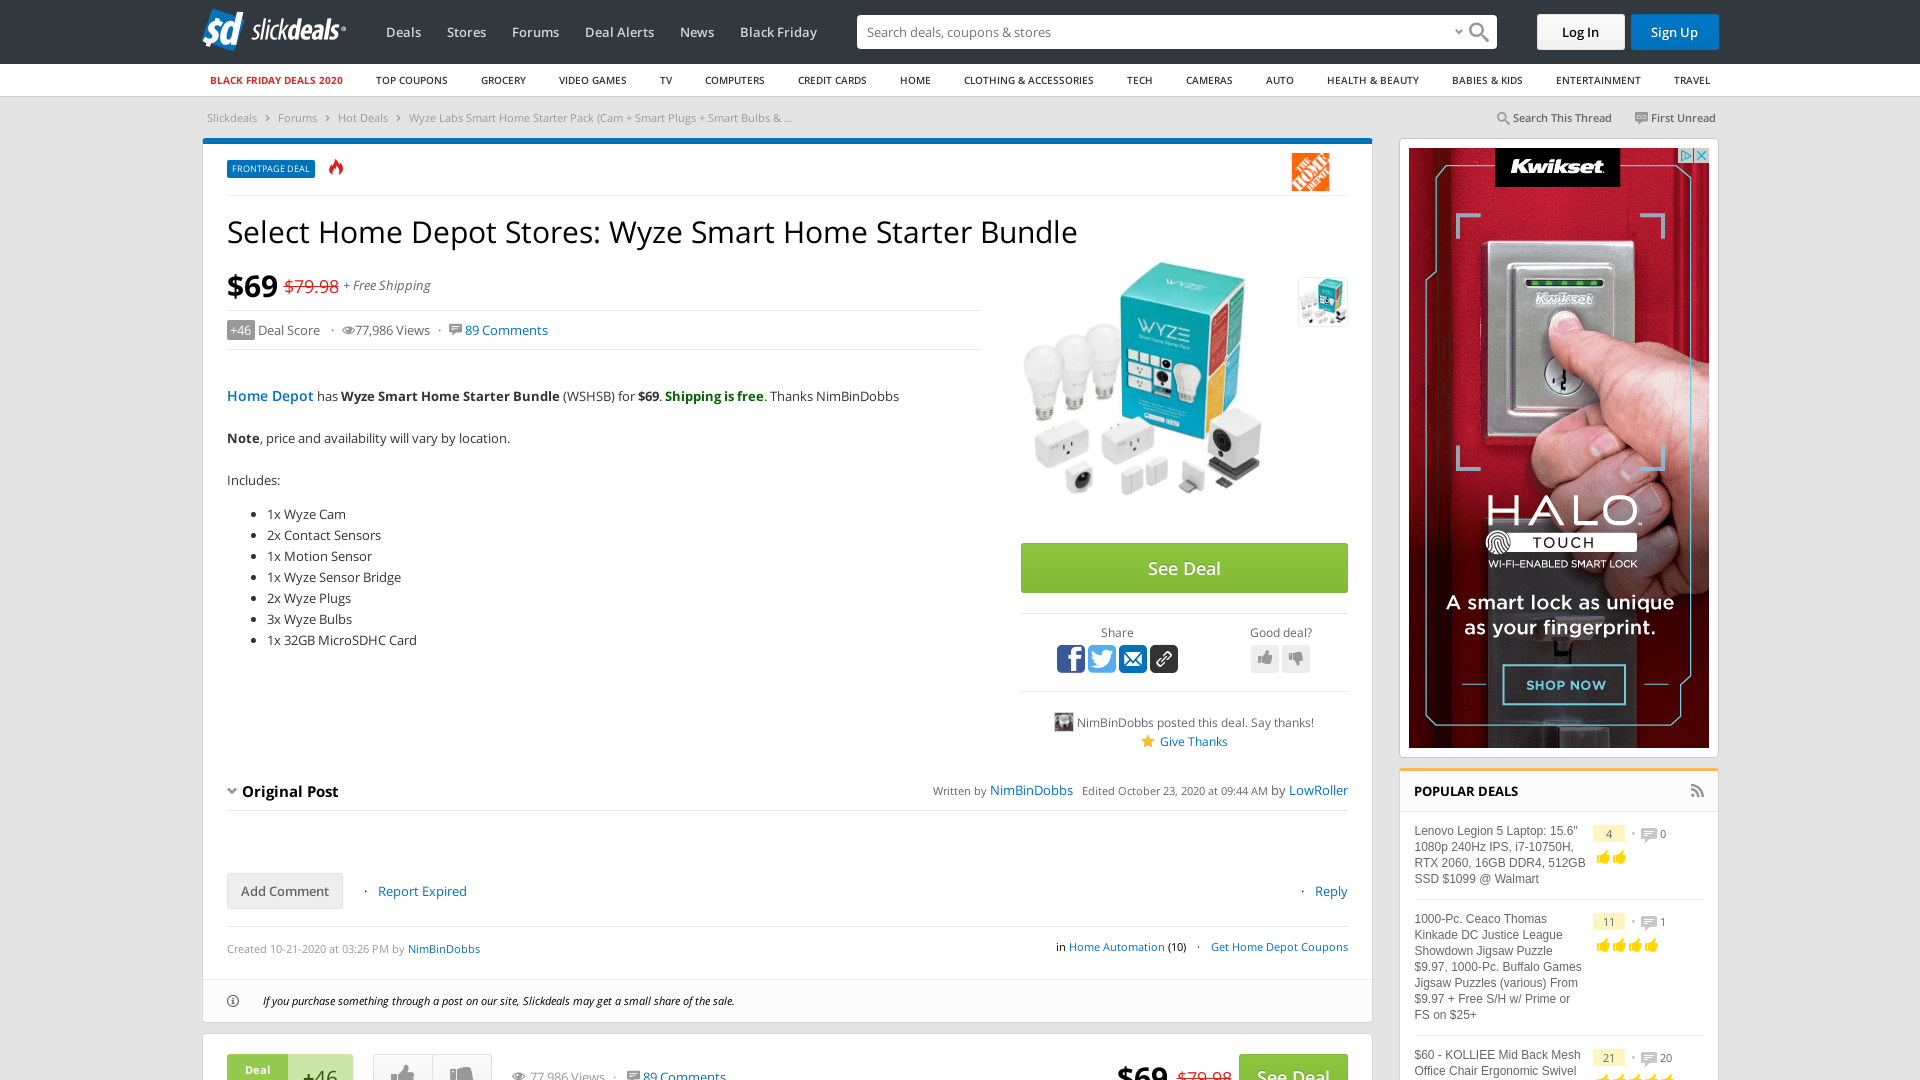 sd slickdeals
Deals Stores Forums Deal Alerts News Black Friday
Search deals, coupons & stores
Log In
Sign Up
BLACK FRIDAY DEALS 2020 TOP COUPONS GROCERY VIDEO GAMES TV COMPUTERS CREDIT CARDS HOME CLOTHING & ACCESSORIES TECH CAMERAS AUTO HEALTH & BEAUTY BABIES & KIDS ENTERTAINMENT TRAVEL
Slickdeals › Forums › Hot Deals › Wyze Labs Smart Home Starter Pack (Cam + Smart Plugs + Smart Bulbs & ...
Search This Thread
First Unread
FRONTPAGE DEAL
THE HOME DEPOT
Select Home Depot Stores: Wyze Smart Home Starter Bundle
$69 $79.98 + Free Shipping
+46 Deal Score · 77,986 Views · 89 Comments
Home Depot has Wyze Smart Home Starter Bundle (WSHSB) for $69. Shipping is free. Thanks NimBinDobbs
Note, price and availability will vary by location.
Includes:
• 1x Wyze Cam
• 2x Contact Sensors
• 1x Motion Sensor
• 1x Wyze Sensor Bridge
• 2x Wyze Plugs
• 3x Wyze Bulbs
• 1x 32GB MicroSDHC Card
WYZE
WYZE
Smart Home Starter Pack
See Deal
Share
Good deal?
NimBinDobbs posted this deal. Say thanks!
Give Thanks
Original Post
Written by NimBinDobbs Edited October 23, 2020 at 09:44 AM by LowRoller
Add Comment · Report Expired
· Reply
Created 10-21-2020 at 03:26 PM by NimBinDobbs
in Home Automation (10) · Get Home Depot Coupons
If you purchase something through a post on our site, Slickdeals may get a small share of the sale.
Deal
+46
77,986 Views · 89 Comments
$69 $79.98
See Deal
Kwikset
Kwikset
HALO
TOUCH
WI-FI-ENABLED SMART LOCK
A smart lock as unique
as your fingerprint.
SHOP NOW
POPULAR DEALS
Lenovo Legion 5 Laptop: 15.6"
1080p 240Hz IPS, i7-10750H,
RTX 2060, 16GB DDR4, 512GB
SSD $1099 @ Walmart
4 • 0
1000-Pc. Ceaco Thomas
Kinkade DC Justice League
Showdown Jigsaw Puzzle
$9.97, 1000-Pc. Buffalo Games
Jigsaw Puzzles (various) From
$9.97 + Free S/H w/ Prime or
FS on $25+
11 • 1
$60 - KOLLIEE Mid Back Mesh
Office Chair Ergonomic Swivel
21 • 20